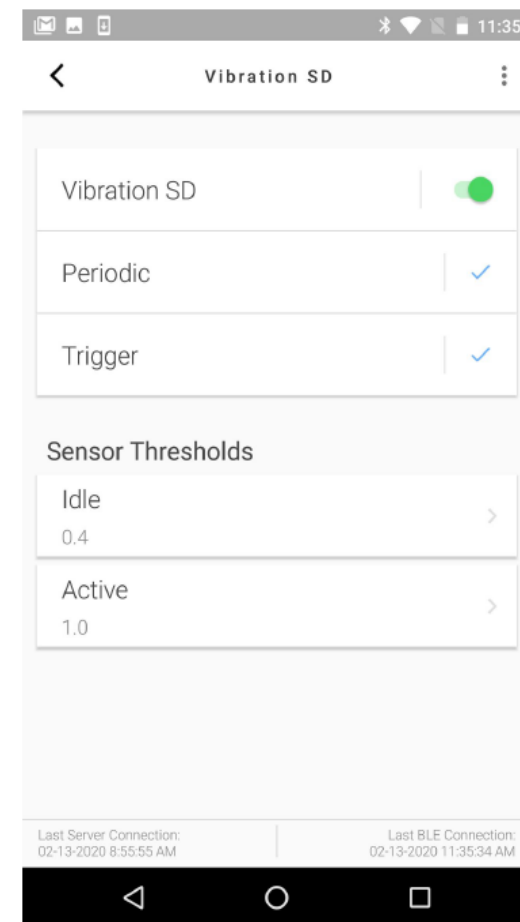 11:35
Vibration SD
Vibration SD
Periodic
Trigger
Sensor Thresholds
Idle
0.4
Active
1.0
Last Server Connection:
02-13-2020 8:55:55 AM
Last BLE Connection:
02-13-2020 11:35:34 AM